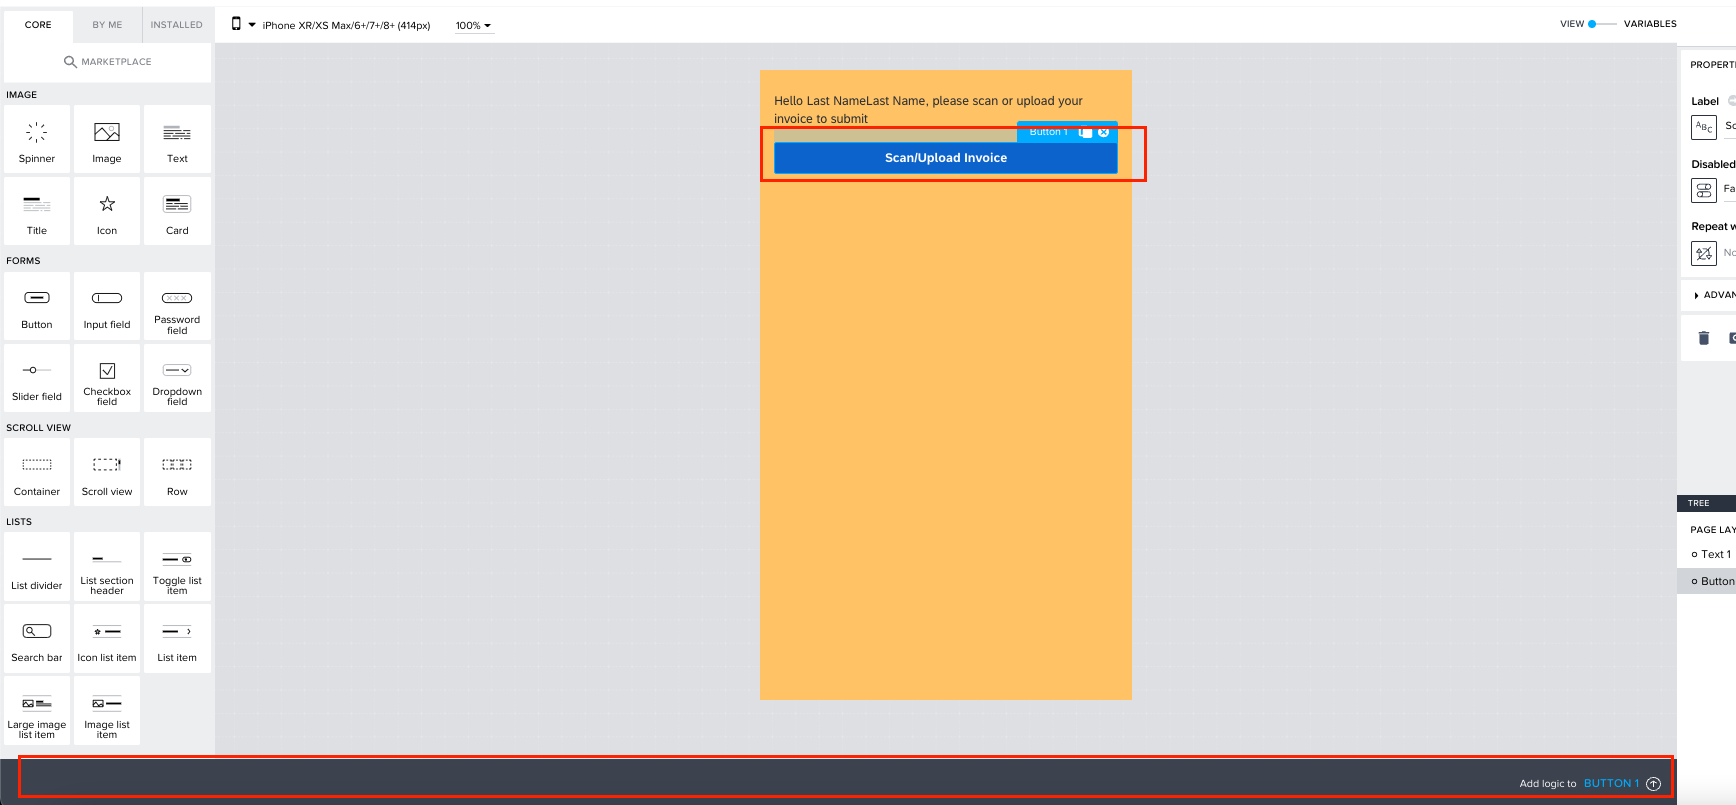 CORE
BY ME
INSTALLED
iPhone XR/XS Max/6+/7+/8+ (414px)
100%
VIEW
VARIABLES
MARKETPLACE
IMAGE
Spinner
Image
Text
Title
Icon
Card
FORMS
Button
Input field
Password
field
Slider field
Checkbox
field
Dropdown
field
SCROLL VIEW
Container
Scroll view
Row
LISTS
List divider
List section
header
Toggle list
item
Search bar
Icon list item
List item
Large image
list item
Image list
item
Hello Last NameLast Name, please scan or upload your
invoice to submit
Button 1
Scan/Upload Invoice
PROPERTI
Label
ABC
Sc
Disabled
Fa
Repeat w
No
ADVAN
TREE
PAGE LAY
Text 1
Button
Add logic to BUTTON 1